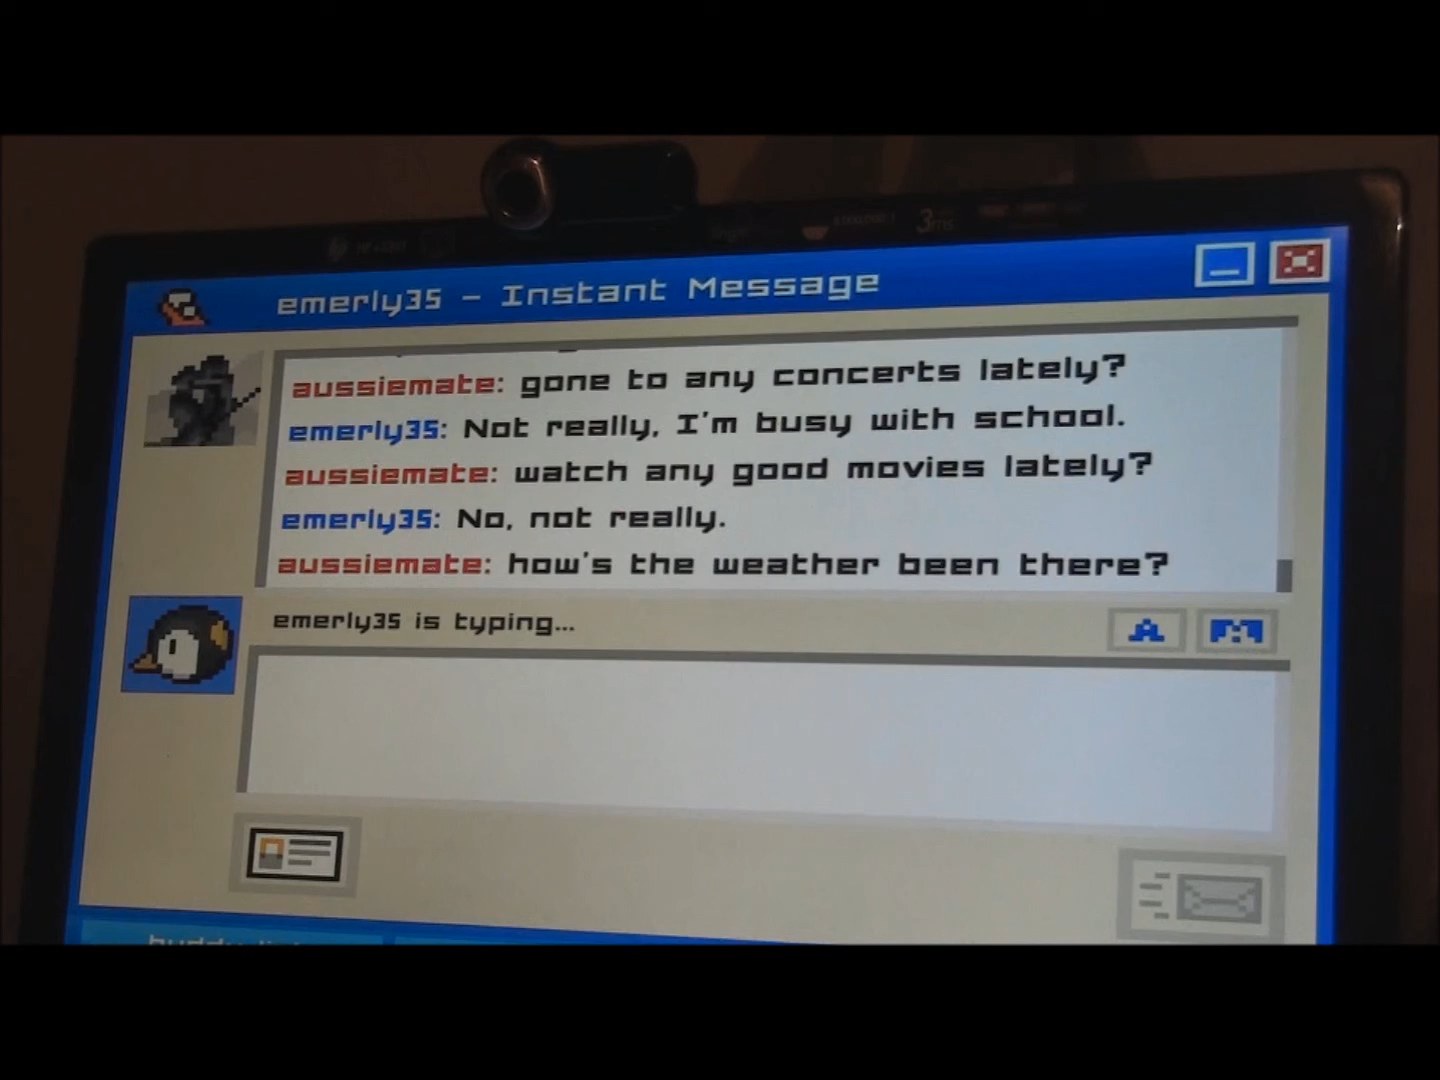 3ms
emerly35 - Instant Message
aussiemate: gone to any concerts lately?
emerly35: Not really, I'm busy with school.
aussiemate: watch any good movies lately?
emerly35: No, not really.
aussiemate: how's the weather been there?
emerly35 is typing...
A